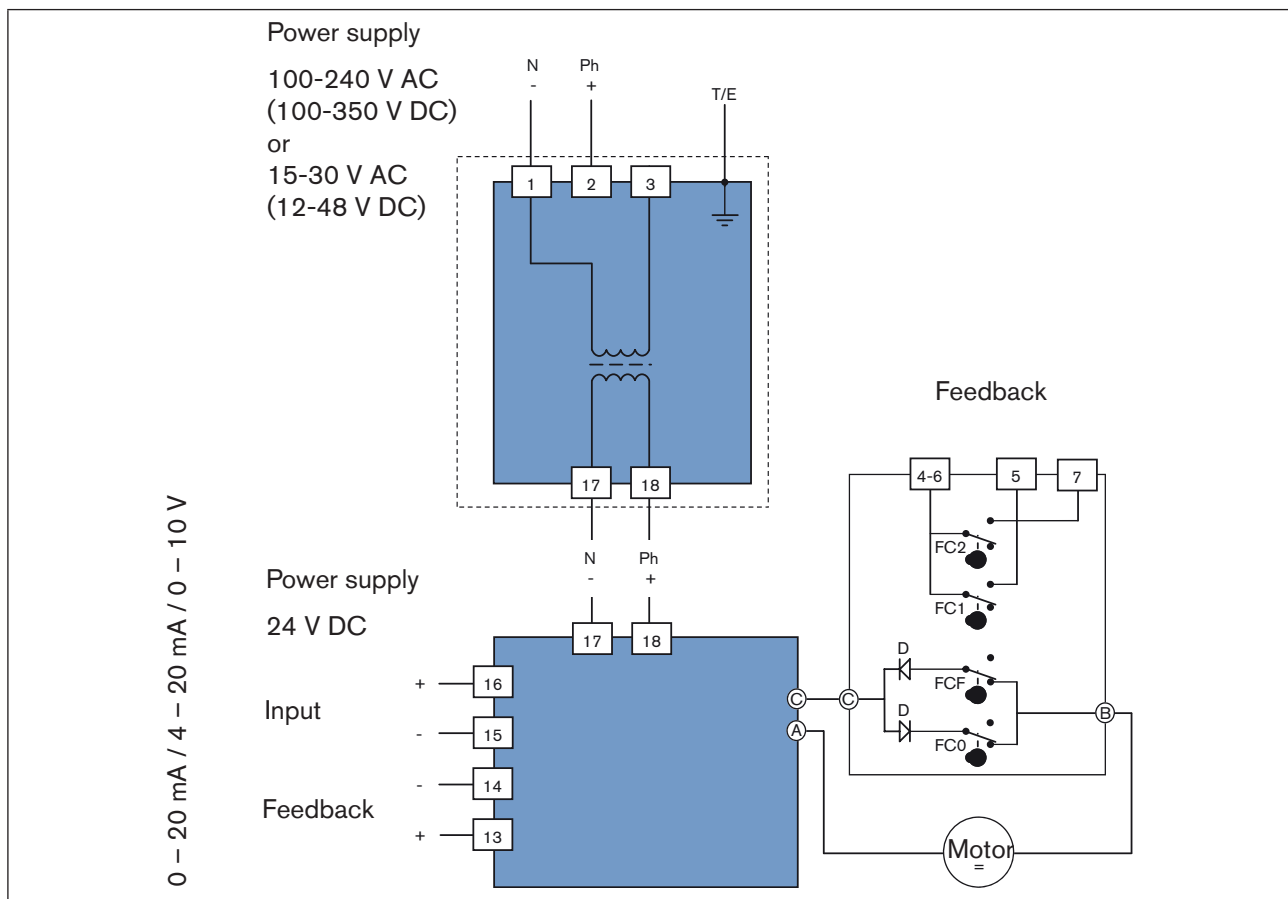 Power supply
100-240 V AC
(100-350 V DC)
or
15-30 V AC
(12-48 V DC)
N
-
Ph
+
T/E
1
2
3
17
18
N
-
Ph
+
Power supply
24 V DC
17
18
0 – 20 mA / 4 – 20 mA / 0 – 10 V
Input
+
16
-
15
Feedback
-
14
+
13
C
A
Feedback
4-6
5
7
FC2
FC1
D
FCF
D
FC0
C
B
Motor
=